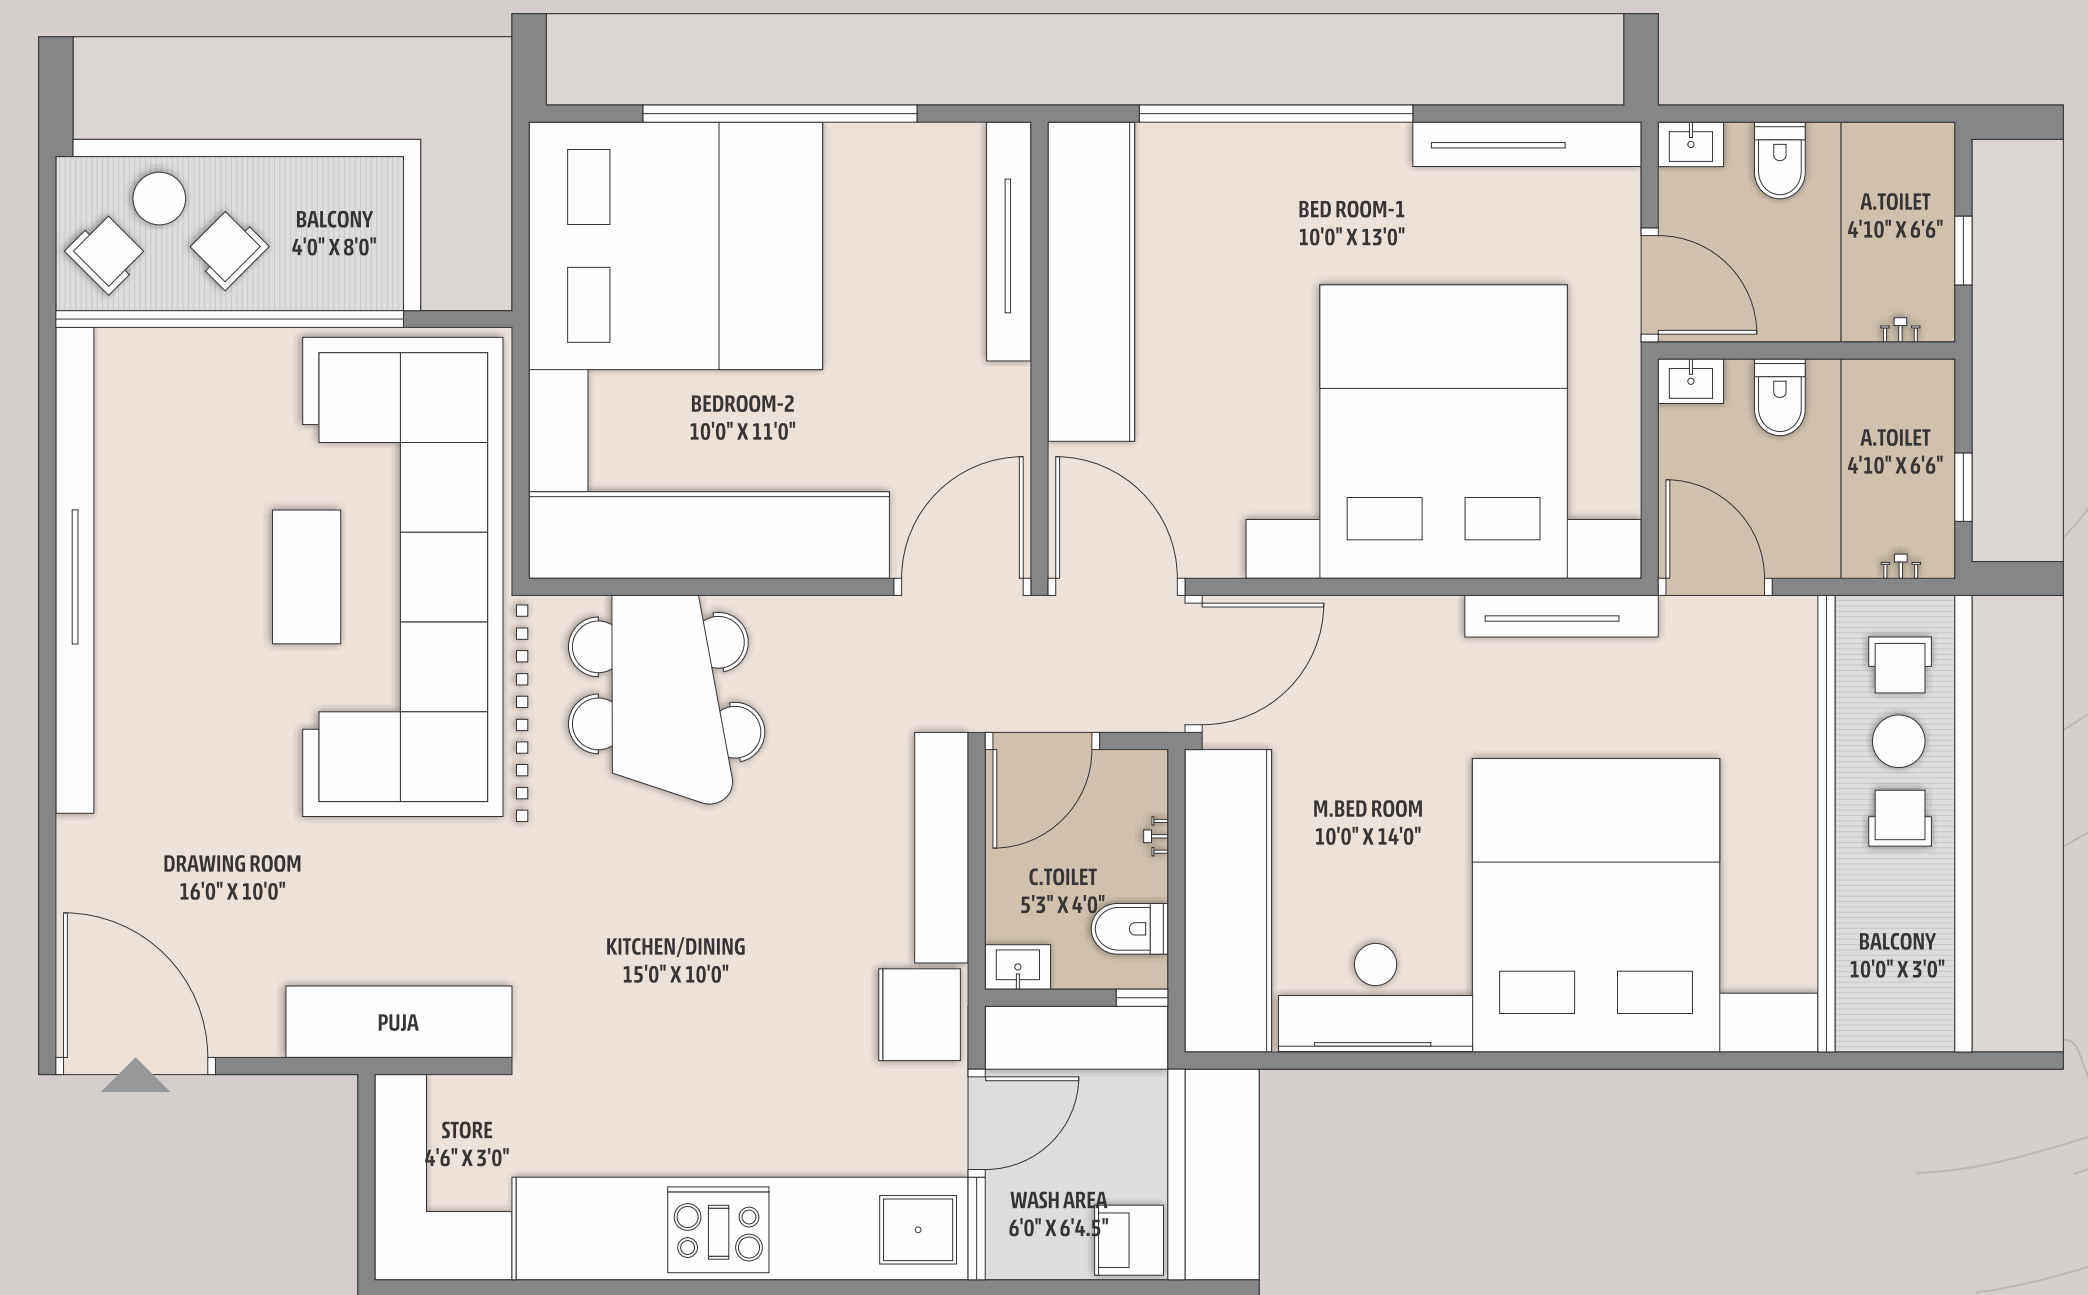 BALCONY
4'0" X 8'0"
BED ROOM-1
10'0" X 13'0"
A.TOILET
4'10" X 6'6"
BEDROOM-2
10'0" X 11'0"
A.TOILET
4'10" X 6'6"
DRAWING ROOM
16'0" X 10'0"
M.BED ROOM
10'0" X 14'0"
C.TOILET
5'3" X 4'0"
KITCHEN/DINING
15'0" X 10'0"
BALCONY
10'0" X 3'0"
PUJA
STORE
4'6" X 3'0"
WASH AREA
6'0" X 6'4.5"